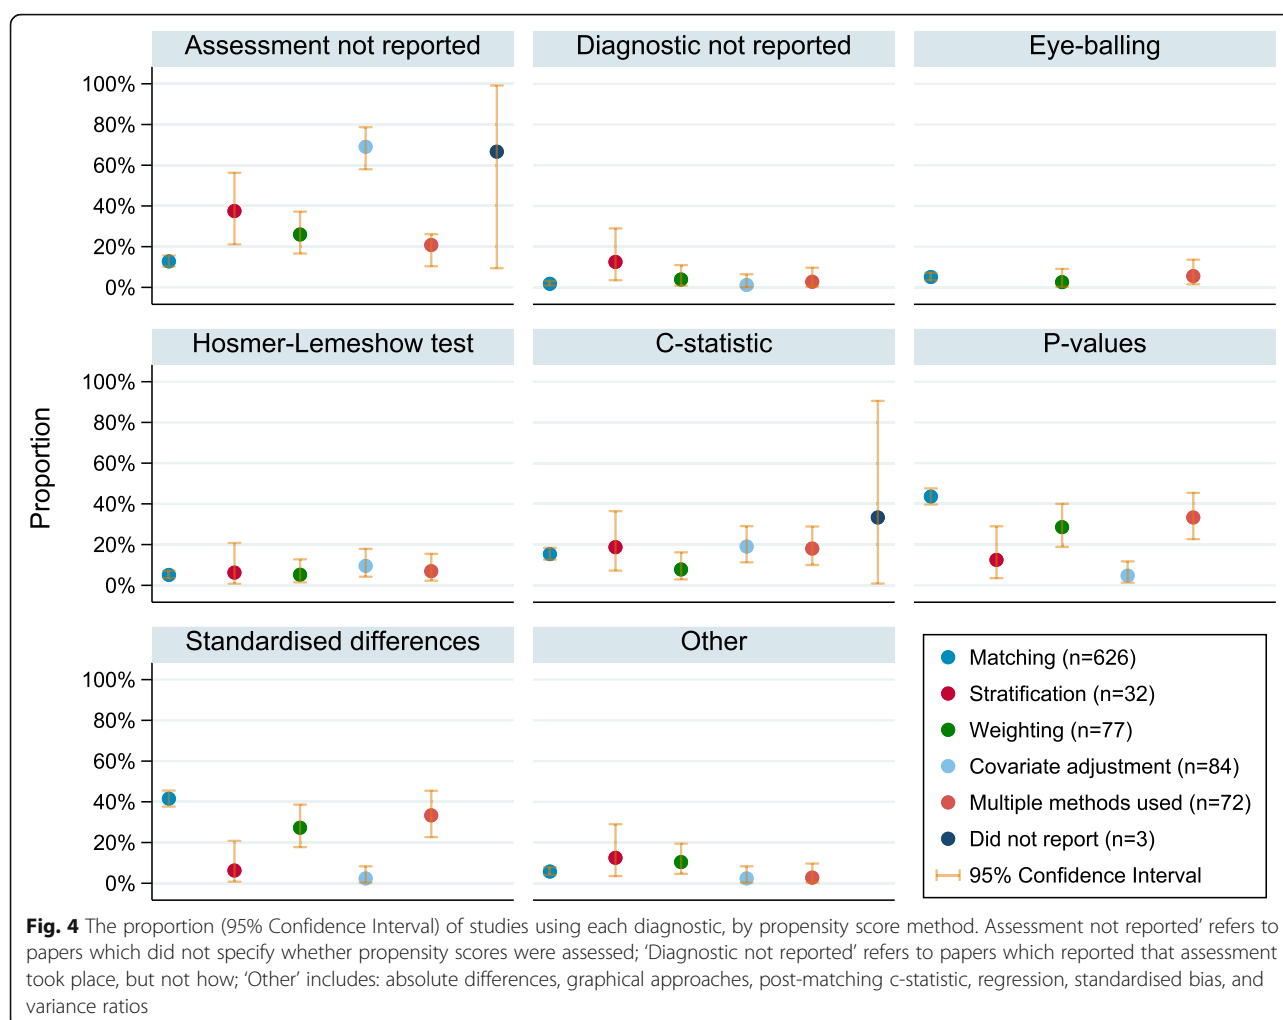 Assessment not reported
Diagnostic not reported
Eye-balling
100%
80%
60%
40%
20%
0%
Hosmer-Lemeshow test
C-statistic
P-values
Proportion
100%
80%
60%
40%
20%
0%
Standardised differences
Other
100%
80%
60%
40%
20%
0%
Matching (n=626)
Stratification (n=32)
Weighting (n=77)
Covariate adjustment (n=84)
Multiple methods used (n=72)
Did not report (n=3)
95% Confidence Interval
Fig. 4 The proportion (95% Confidence Interval) of studies using each diagnostic, by propensity score method. Assessment not reported’ refers to
papers which did not specify whether propensity scores were assessed; ‘Diagnostic not reported’ refers to papers which reported that assessment
took place, but not how; ‘Other’ includes: absolute differences, graphical approaches, post-matching c-statistic, regression, standardised bias, and
variance ratios